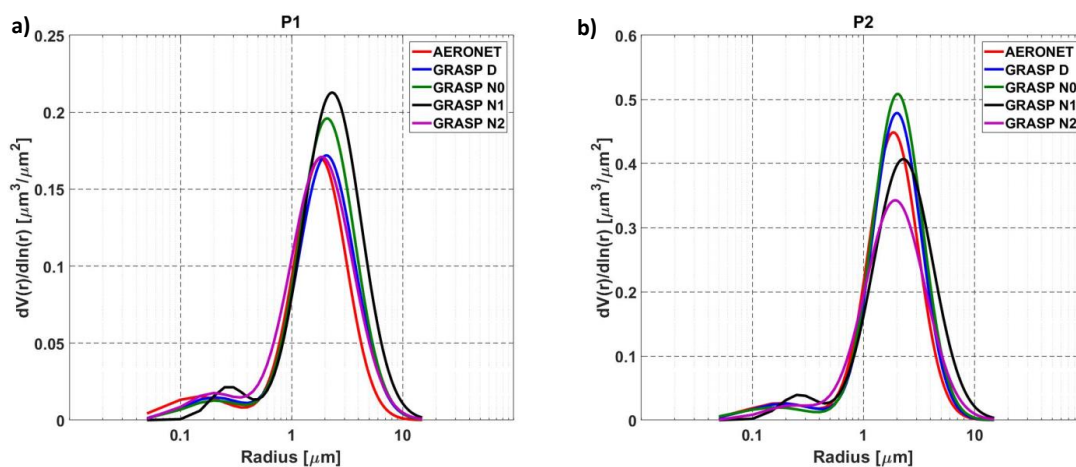 a)
P1
0.25
0.2
0.15
0.1
0.05
0
dV(r)/dln(r) [μm³/μm²]
0.1
1
10
Radius [μm]
AERONET
GRASP D
GRASP N0
GRASP N1
GRASP N2
b)
P2
0.6
0.5
0.4
0.3
0.2
0.1
0
dV(r)/dln(r) [μm³/μm²]
0.1
1
10
Radius [μm]
AERONET
GRASP D
GRASP N0
GRASP N1
GRASP N2